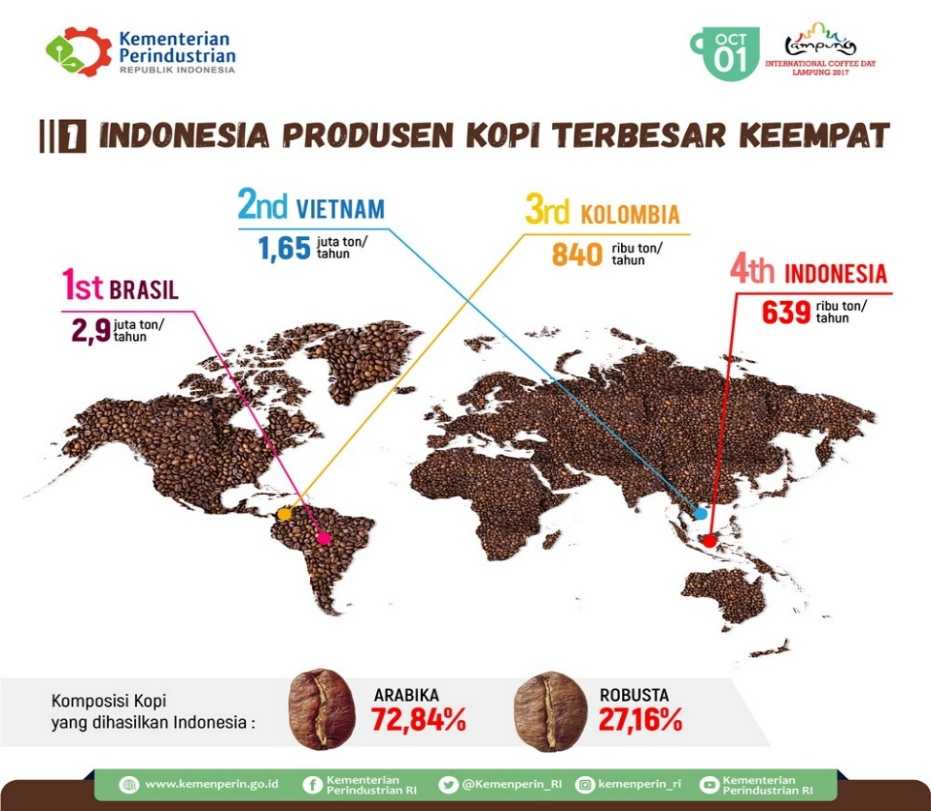 Kementerian
Perindustrian
REPUBLIK INDONESIA
OCT
01
Lampung
INTERNATIONAL COFFEE DAY
LAMPUNG 2017
1 INDONESIA PRODUSEN KOPI TERBESAR KEEMPAT
2nd VIETNAM
1,65 juta ton/
tahun
3rd KOLOMBIA
840 ribu ton/
tahun
4th INDONESIA
639 ribu ton/
tahun
1st BRASIL
2,9 juta ton/
tahun
Komposisi Kopi
yang dihasilkan Indonesia :
ARABIKA
72,84%
ROBUSTA
27,16%
www.kemenperin.go.id
Kementerian
Perindustrian RI
@Kemenperin_RI
kemenperin_ri
Kementerian
Perindustrian RI